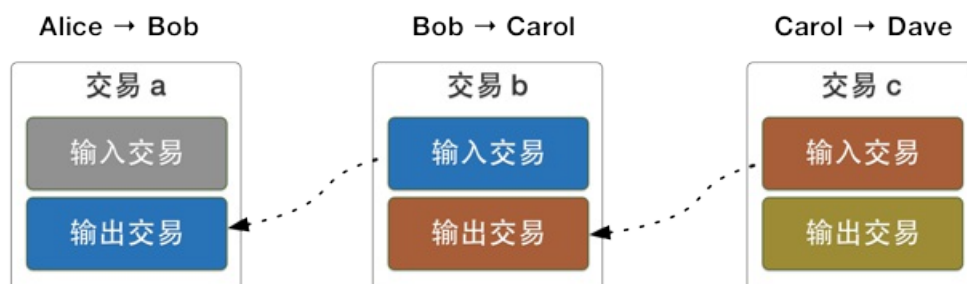 Alice → Bob
Bob → Carol
Carol → Dave
交易 a
交易 b
交易 c
输入交易
输入交易
输入交易
输出交易
输出交易
输出交易